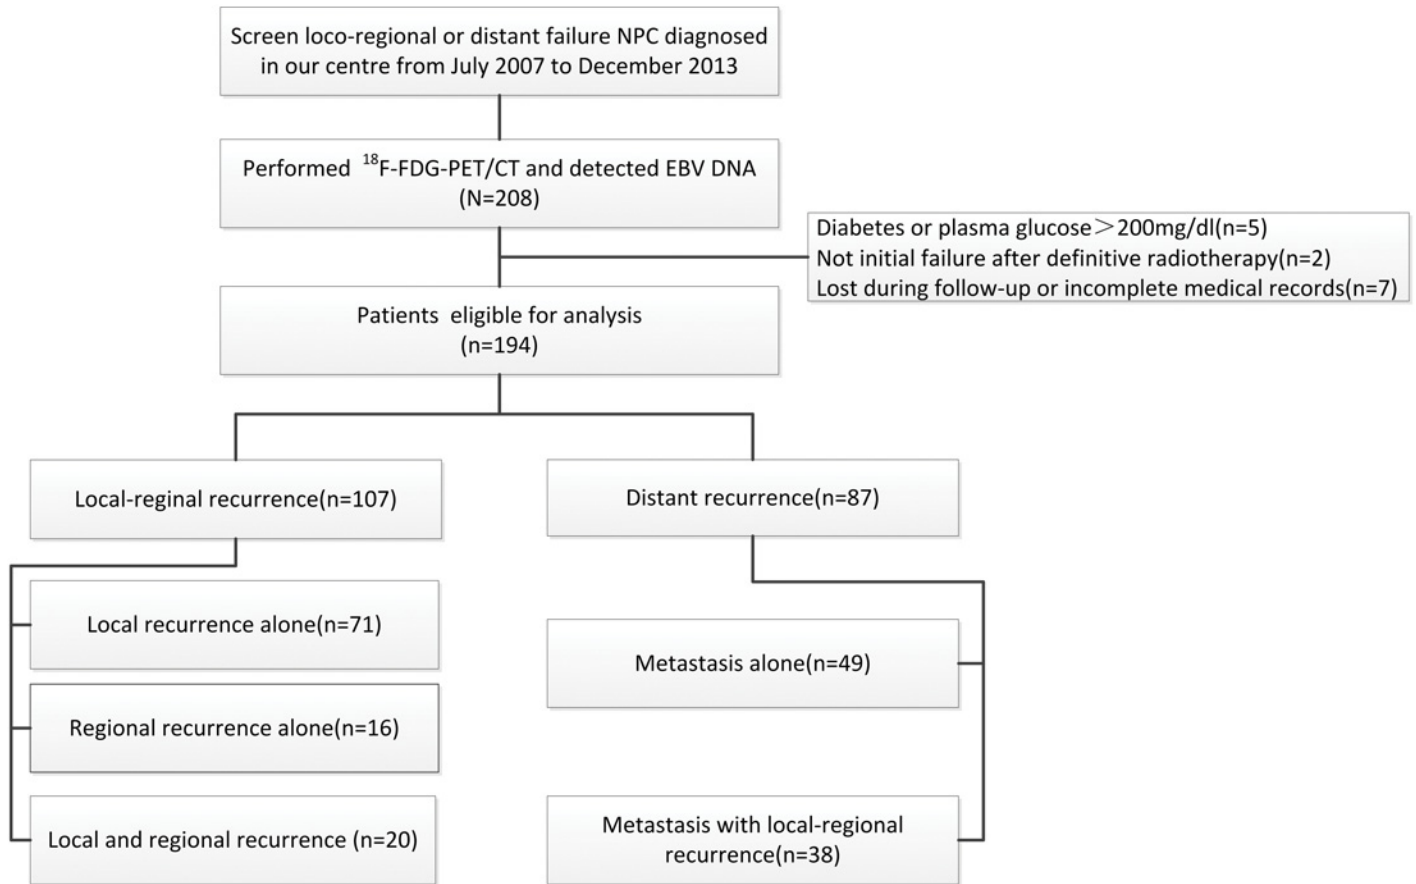 Screen loco-regional or distant failure NPC diagnosed
in our centre from July 2007 to December 2013
Performed ¹⁸F-FDG-PET/CT and detected EBV DNA
(N=208)
Diabetes or plasma glucose＞200mg/dl(n=5)
Not initial failure after definitive radiotherapy(n=2)
Lost during follow-up or incomplete medical records(n=7)
Patients eligible for analysis
(n=194)
Local-reginal recurrence(n=107)
Local recurrence alone(n=71)
Regional recurrence alone(n=16)
Local and regional recurrence (n=20)
Distant recurrence(n=87)
Metastasis alone(n=49)
Metastasis with local-regional
recurrence(n=38)